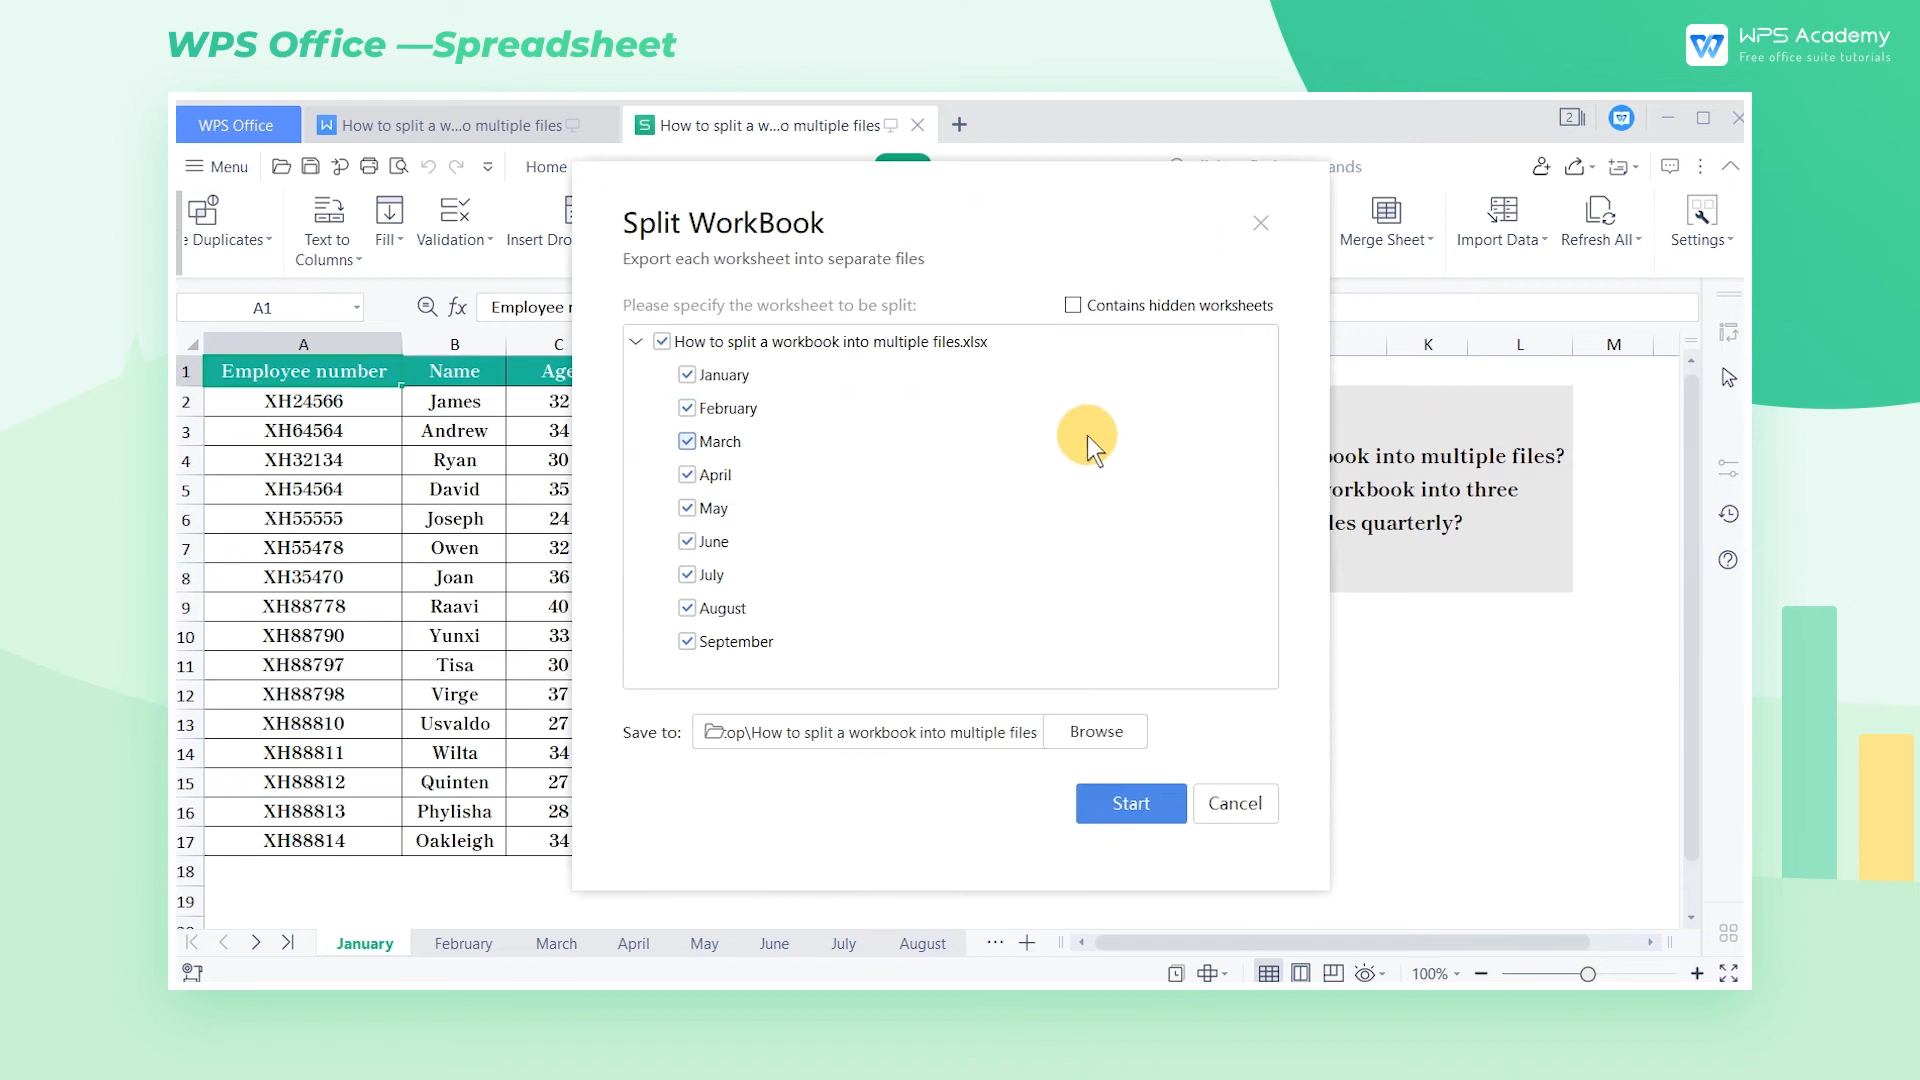 WPS Office —Spreadsheet
WPS Academy
Free office suite tutorials
WPS Office
How to split a w...o multiple files
How to split a w...o multiple files
2
Menu
Home
ands
e Duplicates
Text to
Columns
Fill
Validation
Insert Dro
Merge Sheet
Import Data
Refresh All
Settings
A1
fx
Employee
Split WorkBook
Export each worksheet into separate files
Please specify the worksheet to be split:
Contains hidden worksheets
How to split a workbook into multiple files.xlsx
January
February
March
April
May
June
July
August
September
Save to:
:op\How to split a workbook into multiple files
Browse
Start
Cancel
A B C K L M
1 Employee number Name Age
2 XH24566 James 32
3 XH64564 Andrew 34
4 XH32134 Ryan 30
5 XH54564 David 35
6 XH55555 Joseph 24
7 XH55478 Owen 32
8 XH35470 Joan 36
9 XH88778 Raavi 40
10 XH88790 Yunxi 33
11 XH88797 Tisa 30
12 XH88798 Virge 37
13 XH88810 Usvaldo 27
14 XH88811 Wilta 34
15 XH88812 Quinten 27
16 XH88813 Phylisha 28
17 XH88814 Oakleigh 34
18
19
ook into multiple files?
orkbook into three
les quarterly?
January February March April May June July August ...
100%